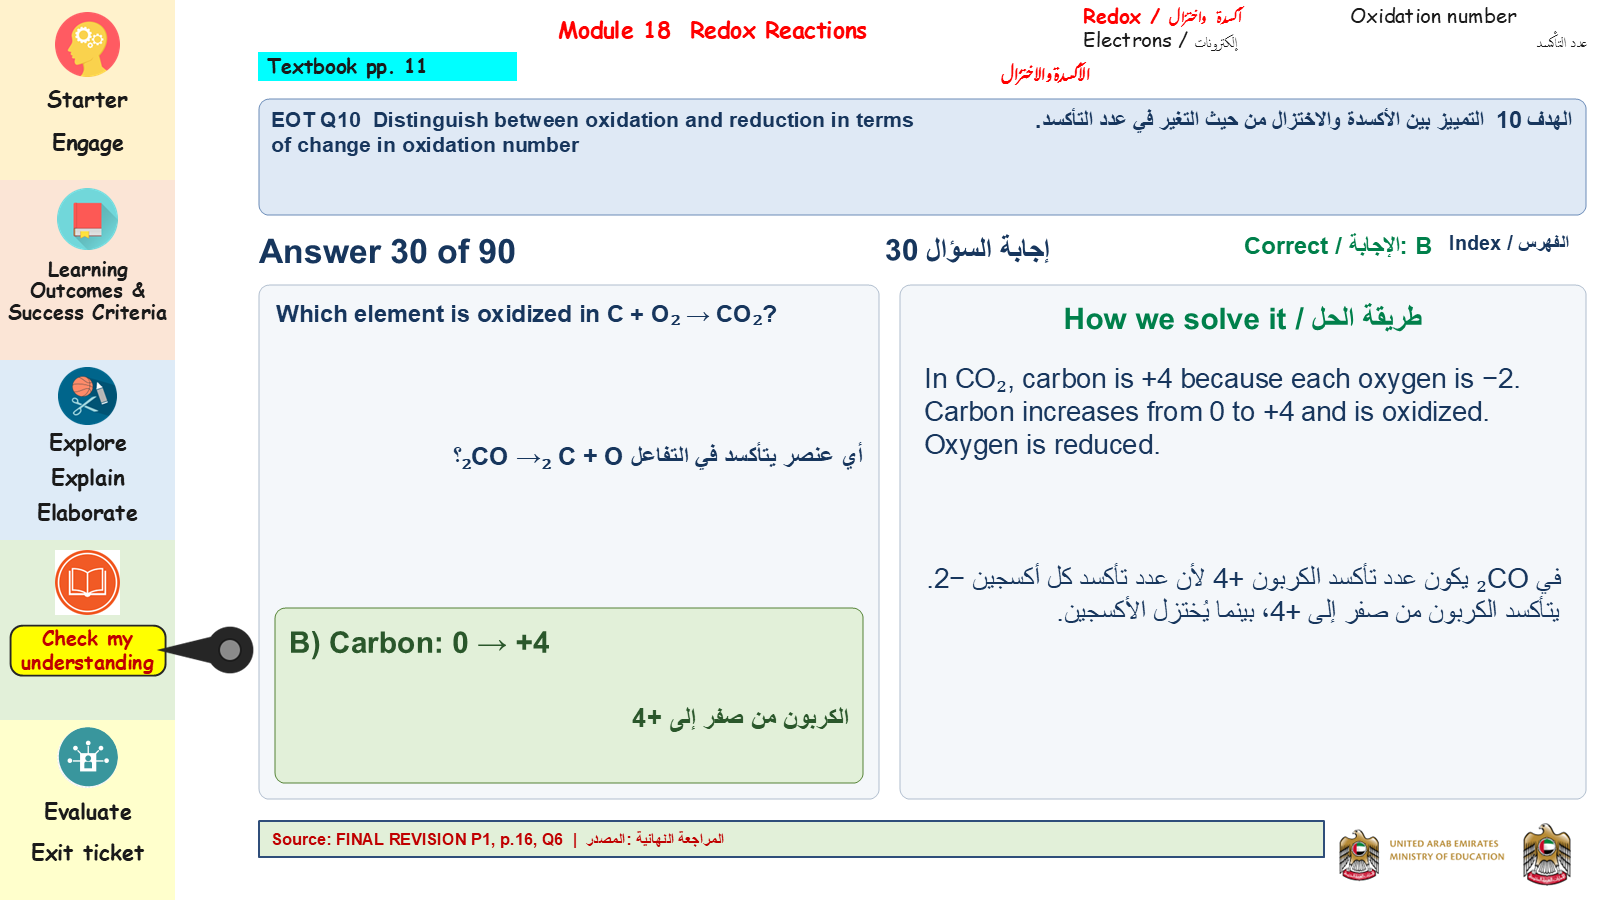 Starter
Engage
Learning
Outcomes &
Success Criteria
Explore
Explain
Elaborate
Check my
understanding
Evaluate
Exit ticket
Module 18  Redox Reactions
Redox / أكسدة واختزال
Electrons / إلكترونات
Oxidation number
عدد التأكسد
Textbook pp. 11
الأكسدة والاختزال
EOT Q10  Distinguish between oxidation and reduction in terms
of change in oxidation number
الهدف 10  التمييز بين الأكسدة والاختزال من حيث التغير في عدد التأكسد.
Answer 30 of 90
إجابة السؤال 30
Correct / الإجابة: B
Index / الفهرس
Which element is oxidized in C + O₂ → CO₂?
أي عنصر يتأكسد في التفاعل C + O₂ → CO₂؟
B) Carbon: 0 → +4
الكربون من صفر إلى +4
How we solve it / طريقة الحل
In CO₂, carbon is +4 because each oxygen is −2.
Carbon increases from 0 to +4 and is oxidized.
Oxygen is reduced.
في CO₂ يكون عدد تأكسد الكربون +4 لأن عدد تأكسد كل أكسجين −2.
يتأكسد الكربون من صفر إلى +4، بينما يُختزل الأكسجين.
Source: FINAL REVISION P1, p.16, Q6  |  المصدر: المراجعة النهائية
UNITED ARAB EMIRATES
MINISTRY OF EDUCATION